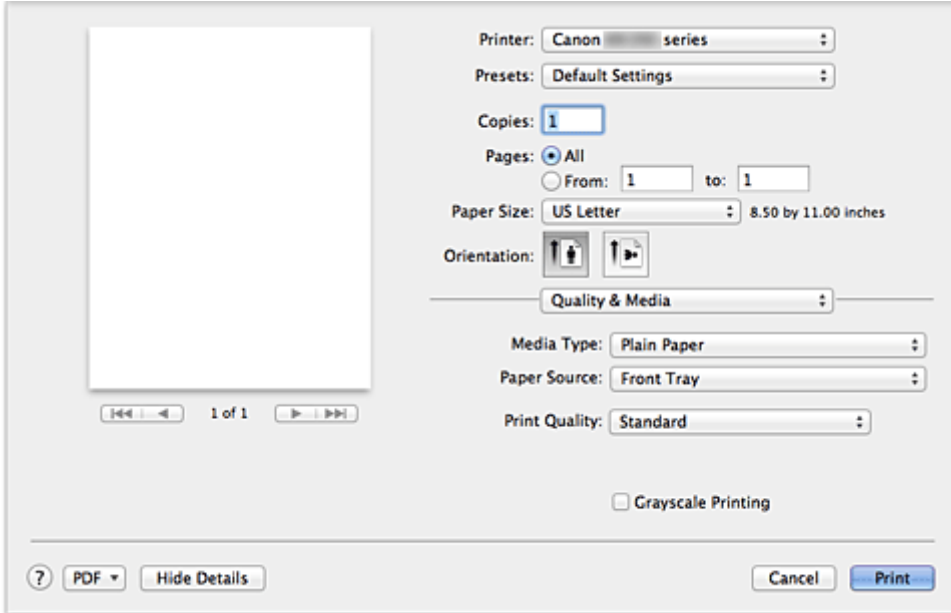 Printer: Canon series
Presets: Default Settings
Copies: 1
Pages: All
From: 1 to: 1
Paper Size: US Letter 8.50 by 11.00 inches
Orientation:
Quality & Media
Media Type: Plain Paper
Paper Source: Front Tray
1 of 1
Print Quality: Standard
Grayscale Printing
? PDF Hide Details Cancel Print